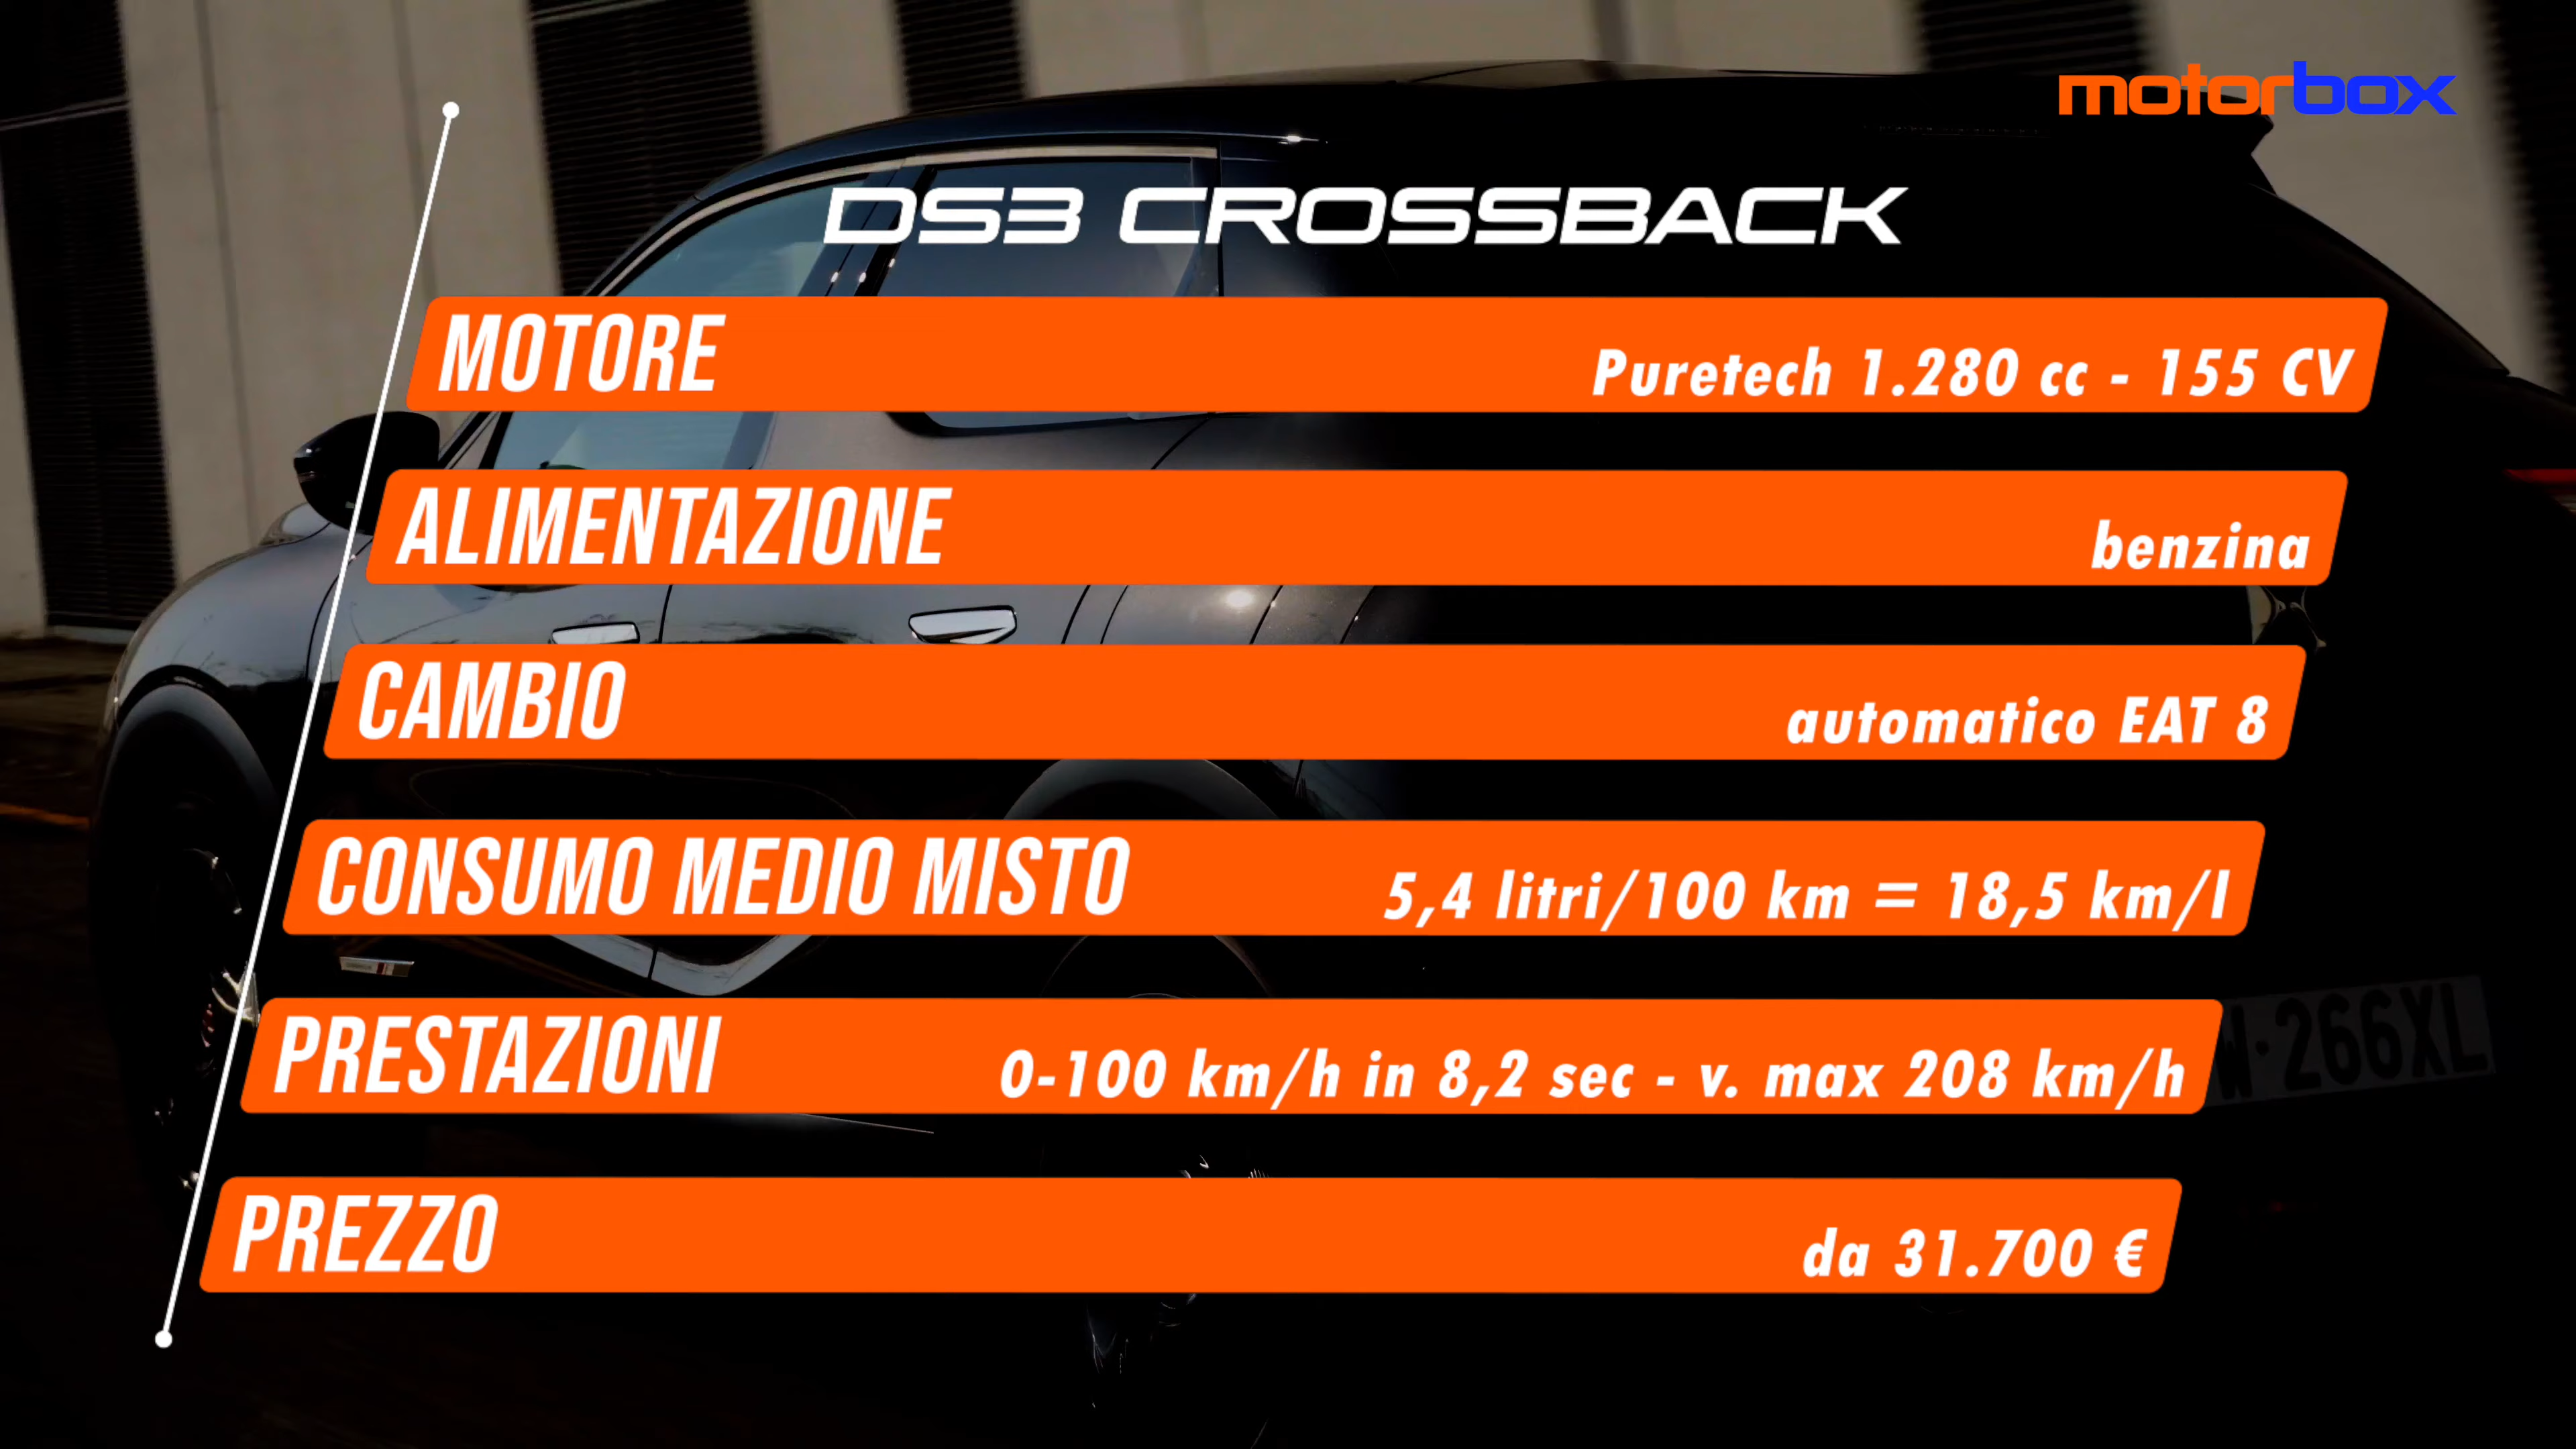 motorbox
DS3 CROSSBACK
MOTORE Puretech 1.280 cc - 155 CV
ALIMENTAZIONE benzina
CAMBIO automatico EAT 8
CONSUMO MEDIO MISTO 5,4 litri/100 km = 18,5 km/l
PRESTAZIONI 0-100 km/h in 8,2 sec - v. max 208 km/h
PREZZO da 31.700 €
266XL